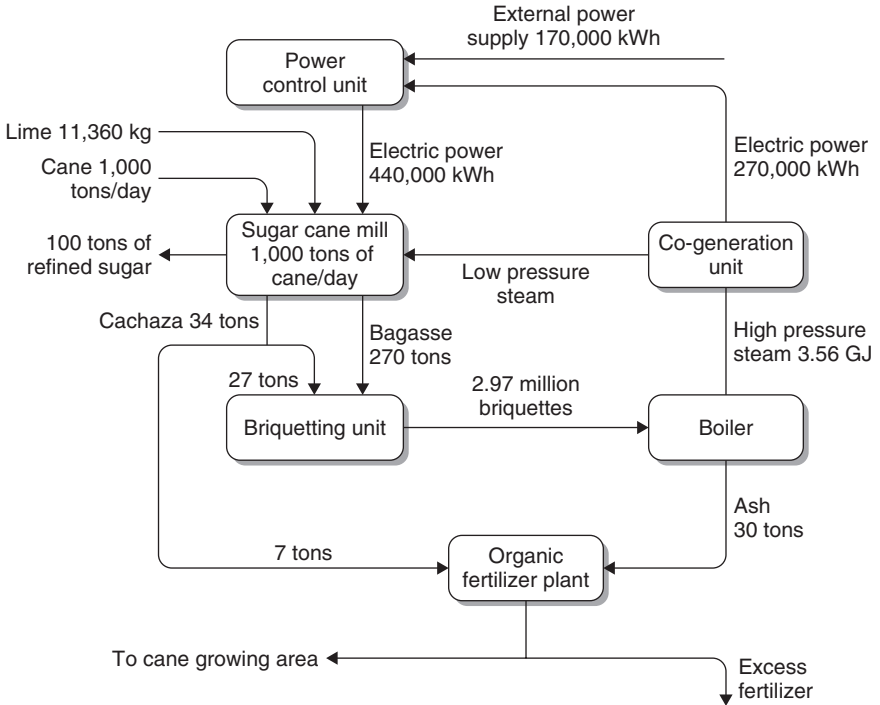 External power
supply 170,000 kWh
Power
control unit
Lime 11,360 kg
Cane 1,000
tons/day
Electric power
440,000 kWh
Electric power
270,000 kWh
Sugar cane mill
1,000 tons of
cane/day
100 tons of
refined sugar
Low pressure
steam
Co-generation
unit
Cachaza 34 tons
Bagasse
270 tons
High pressure
steam 3.56 GJ
27 tons
2.97 million
briquettes
Briquetting unit
Boiler
Ash
30 tons
7 tons
Organic
fertilizer plant
To cane growing area
Excess
fertilizer